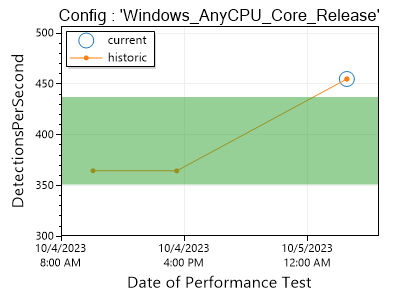 Config : 'Windows_AnyCPU_Core_Release'
500
450
400
350
300
DetectionsPerSecond
current
historic
10/4/2023
8:00 AM
10/4/2023
4:00 PM
10/5/2023
12:00 AM
Date of Performance Test